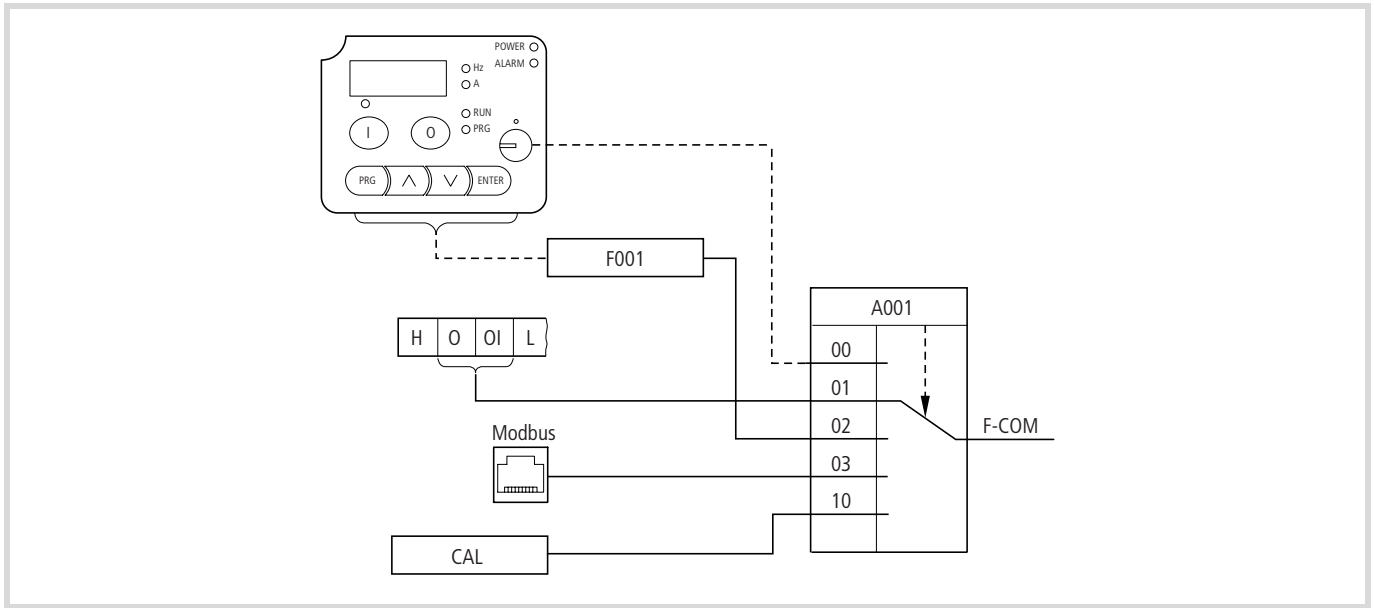 POWER
ALARM
Hz
A
RUN
PRG
I
O
PRG
ENTER
F001
A001
H O OI L
00
01
02
03
10
F-COM
Modbus
CAL